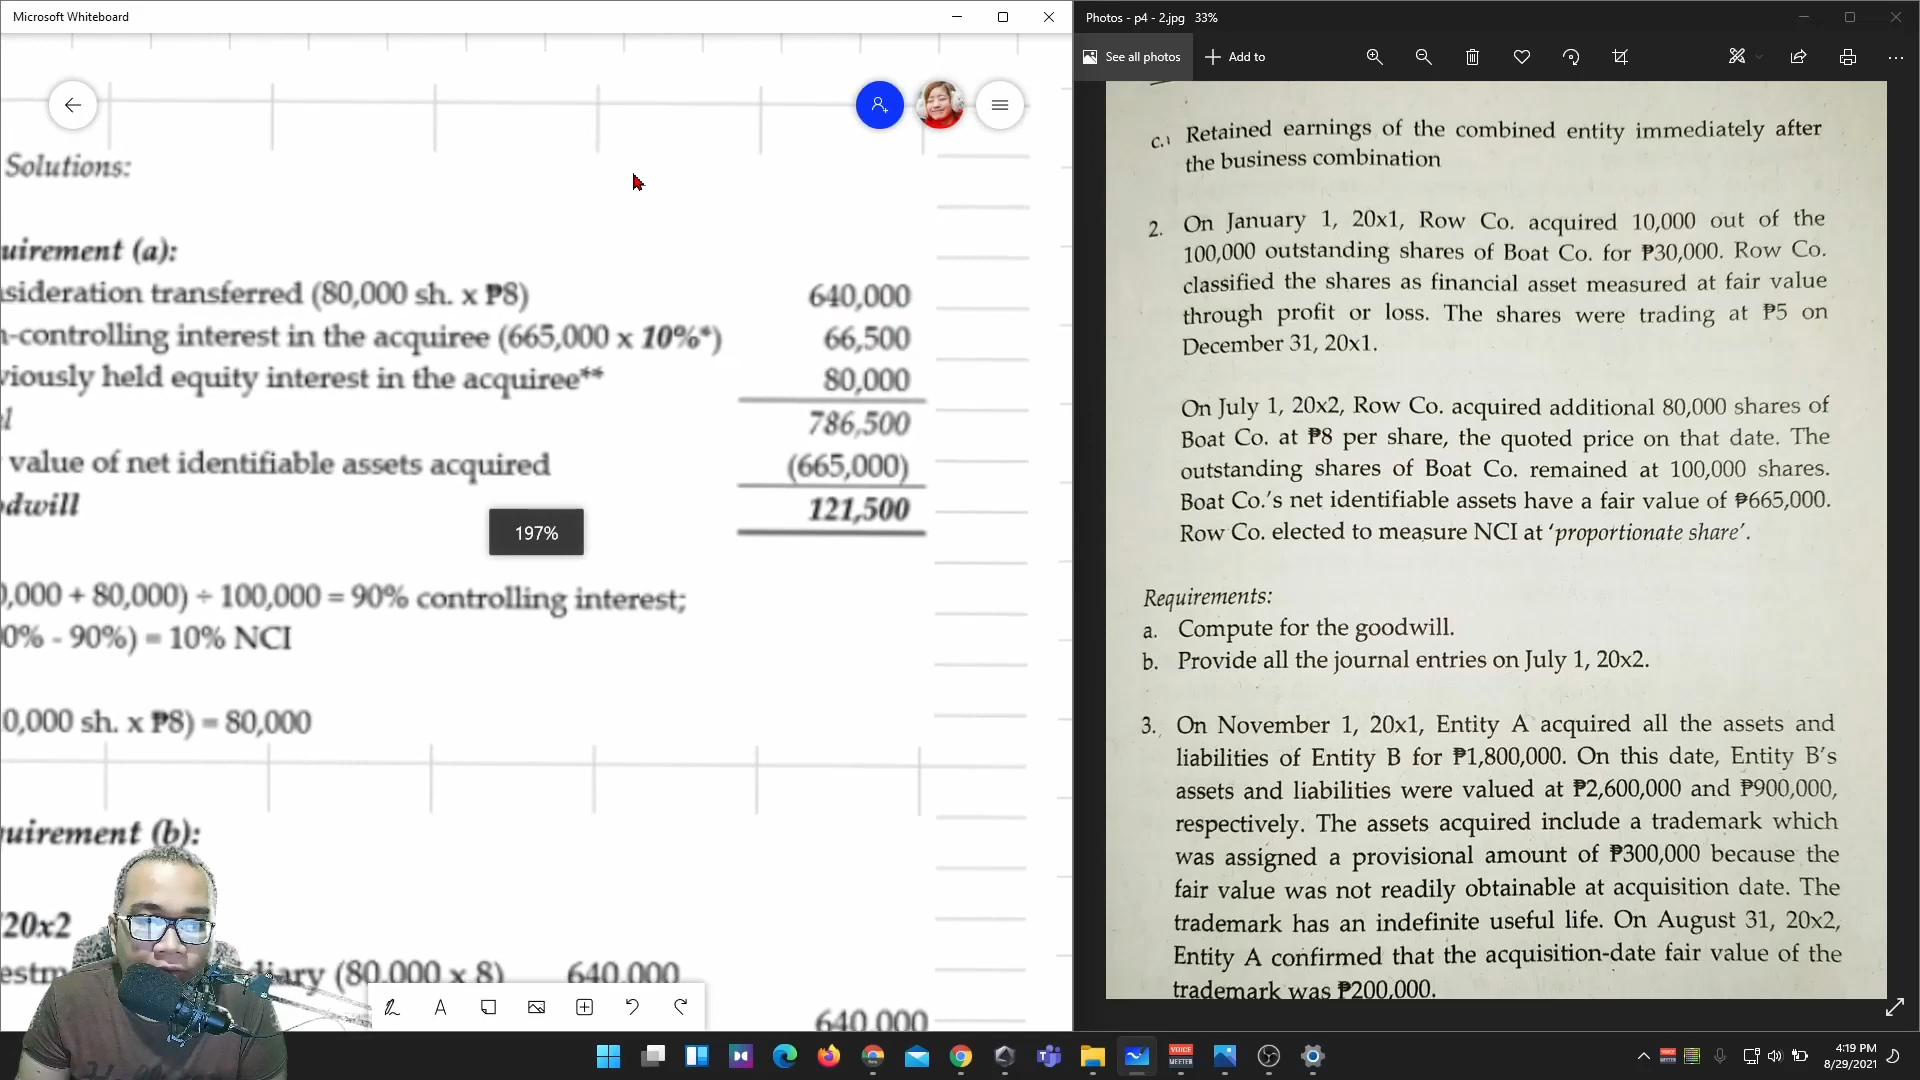 Microsoft Whiteboard
Solutions:
uirement (a):
sideration transferred (80,000 sh. x ₱8) 640,000
-controlling interest in the acquiree (665,000 x 10%*) 66,500
viously held equity interest in the acquiree** 80,000
786,500
value of net identifiable assets acquired (665,000)
dwill 121,500
197%
0,000 + 80,000) ÷ 100,000 = 90% controlling interest;
0% - 90%) = 10% NCI
0,000 sh. x ₱8) = 80,000
uirement (b):
20x2
estm diary (80,000 x 8) 640,000
640,000
Photos - p4 - 2.jpg 33%
See all photos
Add to
c. Retained earnings of the combined entity immediately after
the business combination
2. On January 1, 20x1, Row Co. acquired 10,000 out of the
100,000 outstanding shares of Boat Co. for ₱30,000. Row Co.
classified the shares as financial asset measured at fair value
through profit or loss. The shares were trading at ₱5 on
December 31, 20x1.
On July 1, 20x2, Row Co. acquired additional 80,000 shares of
Boat Co. at ₱8 per share, the quoted price on that date. The
outstanding shares of Boat Co. remained at 100,000 shares.
Boat Co.'s net identifiable assets have a fair value of ₱665,000.
Row Co. elected to measure NCI at 'proportionate share'.
Requirements:
a. Compute for the goodwill.
b. Provide all the journal entries on July 1, 20x2.
3. On November 1, 20x1, Entity A acquired all the assets and
liabilities of Entity B for ₱1,800,000. On this date, Entity B's
assets and liabilities were valued at ₱2,600,000 and ₱900,000,
respectively. The assets acquired include a trademark which
was assigned a provisional amount of ₱300,000 because the
fair value was not readily obtainable at acquisition date. The
trademark has an indefinite useful life. On August 31, 20x2,
Entity A confirmed that the acquisition-date fair value of the
trademark was ₱200,000.
VOICE
MEETER
4:19 PM
8/29/2021